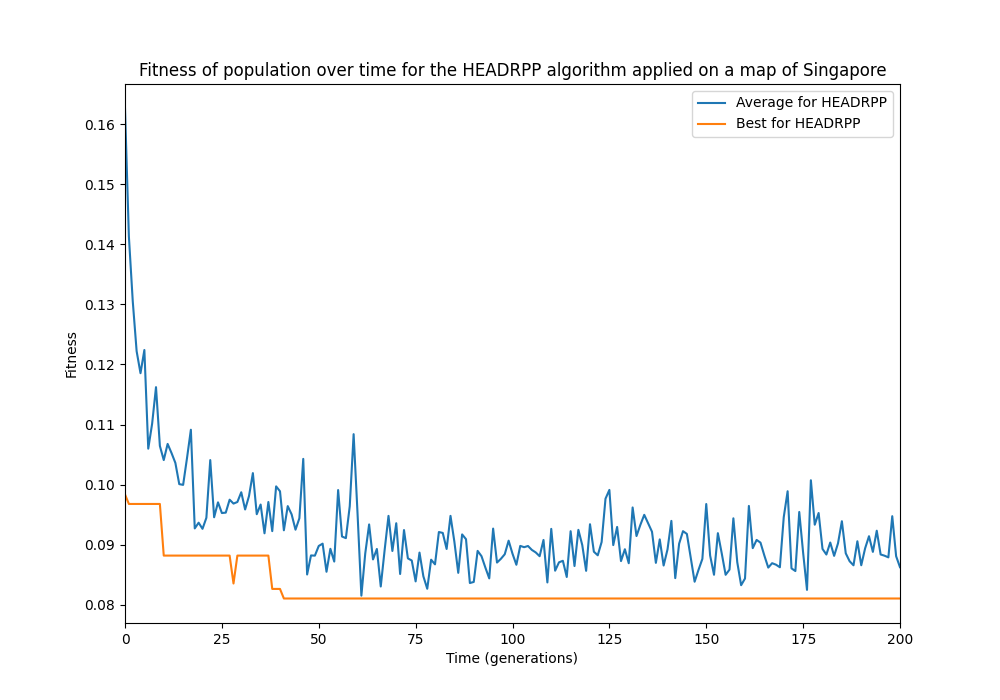 Fitness of population over time for the HEADRPP algorithm applied on a map of Singapore
Average for HEADRPP
Best for HEADRPP
0.16
0.15
0.14
0.13
0.12
0.11
0.10
0.09
0.08
Fitness
0 25 50 75 100 125 150 175 200
Time (generations)